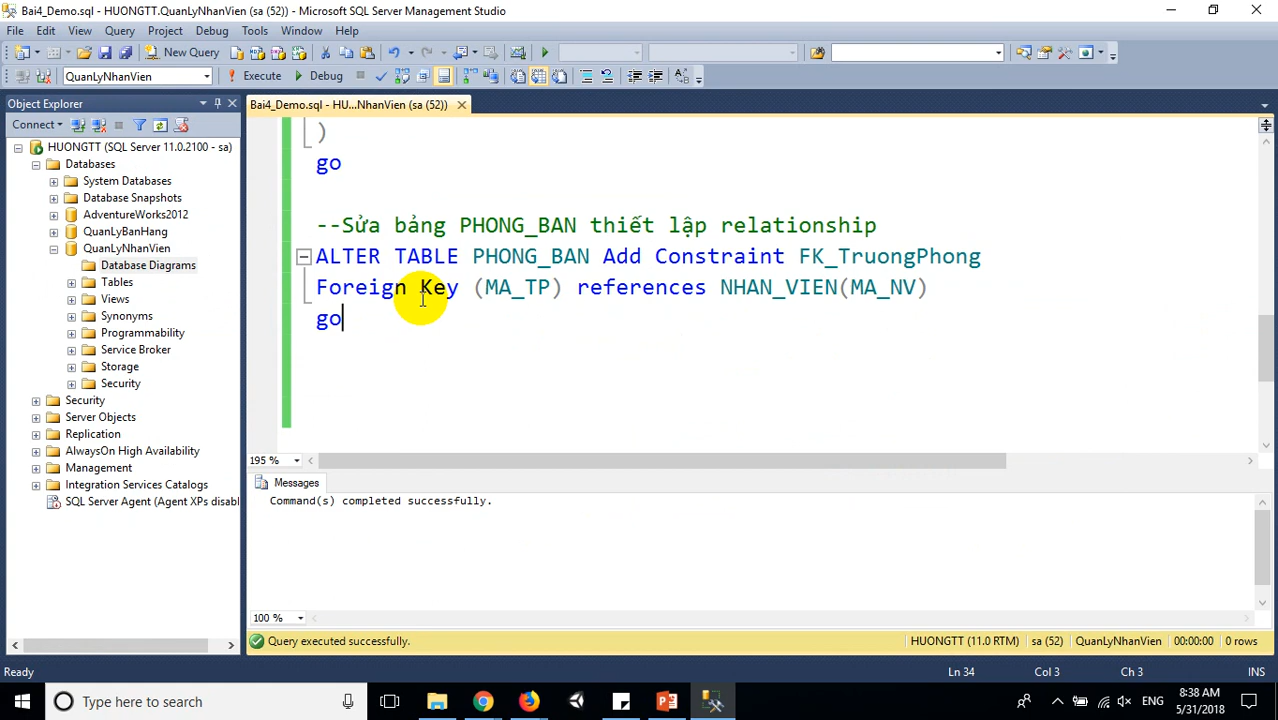 Bai4_Demo.sql - HUONGTT.QuanLyNhanVien (sa (52)) - Microsoft SQL Server Management Studio
File Edit View Query Project Debug Tools Window Help
New Query
QuanLyNhanVien Execute Debug
Object Explorer
Bai4_Demo.sql - HU...NhanVien (sa (52))
Connect
HUONGTT (SQL Server 11.0.2100 - sa)
Databases
System Databases
Database Snapshots
AdventureWorks2012
QuanLyBanHang
QuanLyNhanVien
Database Diagrams
Tables
Views
Synonyms
Programmability
Service Broker
Storage
Security
Security
Server Objects
Replication
AlwaysOn High Availability
Management
Integration Services Catalogs
SQL Server Agent (Agent XPs disabl
)
go
--Sửa bảng PHONG_BAN thiết lập relationship
ALTER TABLE PHONG_BAN Add Constraint FK_TruongPhong
Foreign Key (MA_TP) references NHAN_VIEN(MA_NV)
go
195 %
Messages
Command(s) completed successfully.
100 %
Query executed successfully. HUONGTT (11.0 RTM) sa (52) QuanLyNhanVien 00:00:00 0 rows
Ready Ln 34 Col 3 Ch 3 INS
Type here to search ENG 8:38 AM
5/31/2018